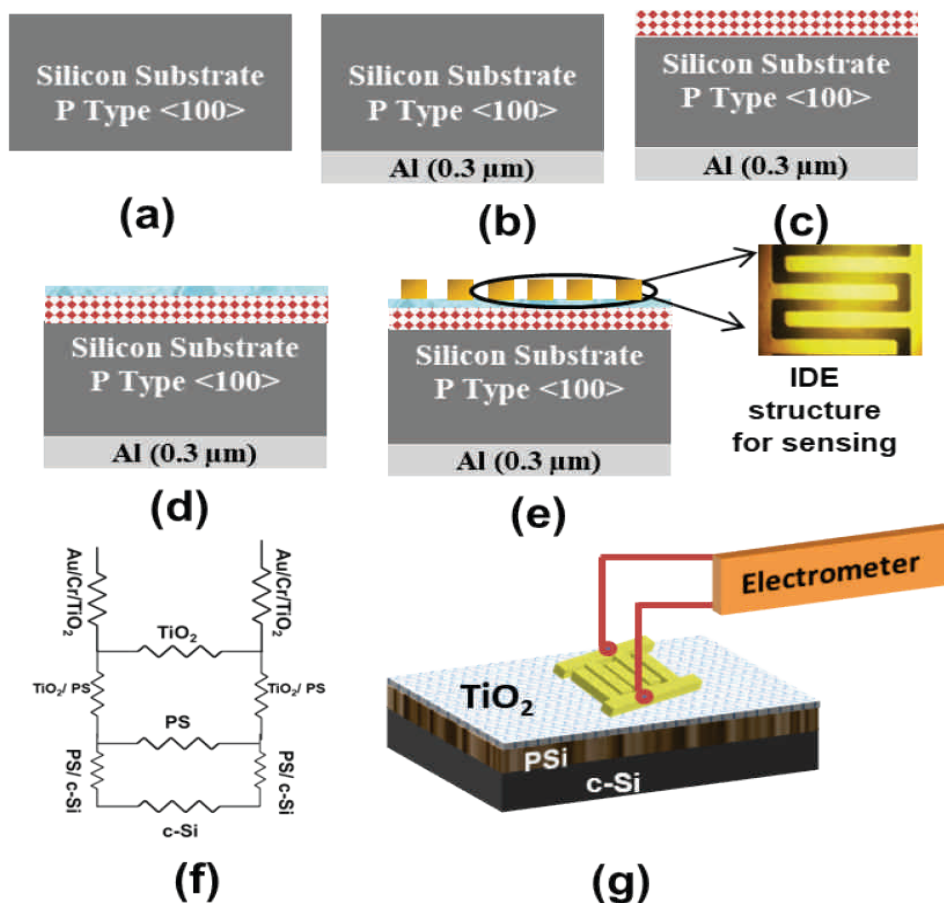 Silicon Substrate
P Type <100>
(a)
Silicon Substrate
P Type <100>
Al (0.3 µm)
(b)
Silicon Substrate
P Type <100>
Al (0.3 µm)
(c)
Silicon Substrate
P Type <100>
Al (0.3 µm)
(d)
Silicon Substrate
P Type <100>
Al (0.3 µm)
(e)
IDE
structure
for sensing
Au/Cr/TiO₂
Au/Cr/TiO₂
TiO₂
TiO₂/ PS
TiO₂/ PS
PS
PS/ c-Si
PS/ c-Si
c-Si
(f)
Electrometer
TiO₂
PSi
c-Si
(g)